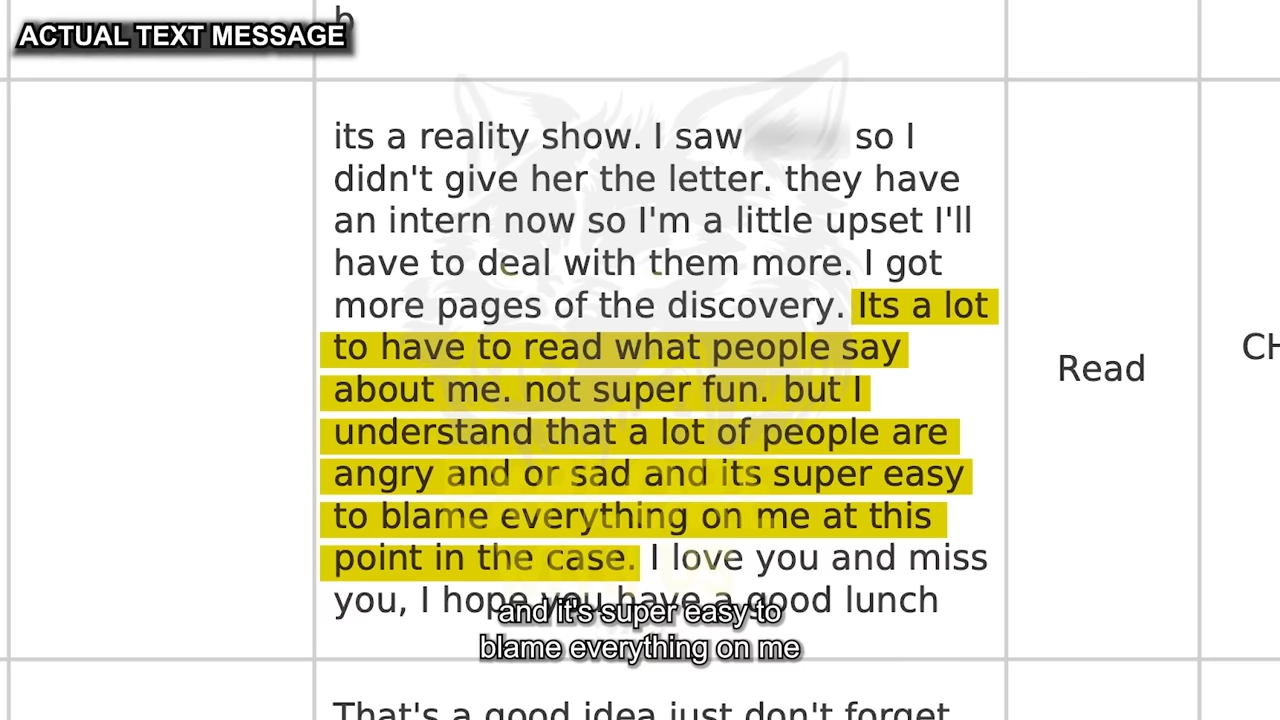 ACTUAL TEXT MESSAGE
its a reality show. I saw so I
didn't give her the letter. they have
an intern now so I'm a little upset I'll
have to deal with them more. I got
more pages of the discovery. Its a lot
to have to read what people say
about me. not super fun. but I
understand that a lot of people are
angry and or sad and its super easy
to blame everything on me at this
point in the case. I love you and miss
you, I hope you have a good lunch
Read
and it's super easy to
blame everything on me
That's a good idea just don't forget